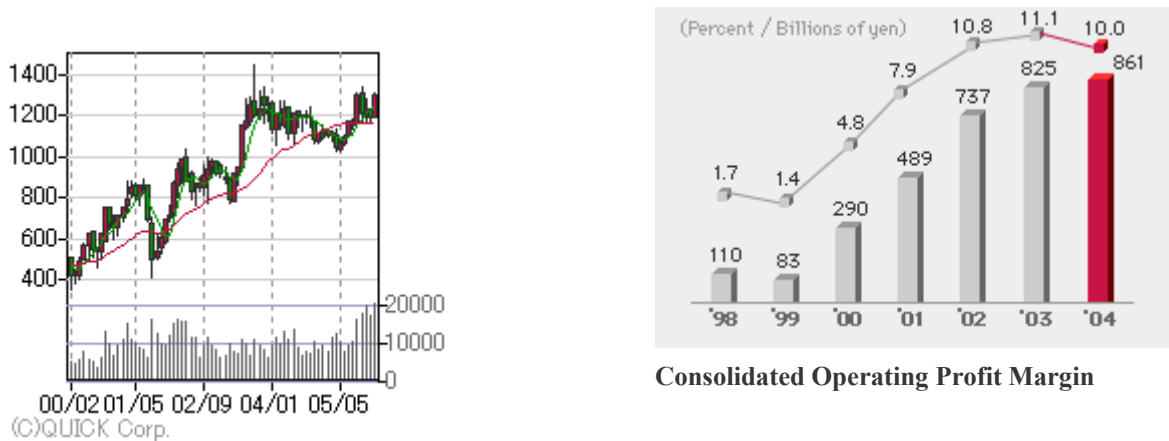 1400
1200
1000
800
600
400
20000
10000
0
00/02 01/05 02/09 04/01 05/05
(C)QUICK Corp.
(Percent / Billions of yen)
1.7 1.4 4.8 7.9 10.8 11.1 10.0
110 83 290 489 737 825 861
'98 '99 '00 '01 '02 '03 '04
Consolidated Operating Profit Margin